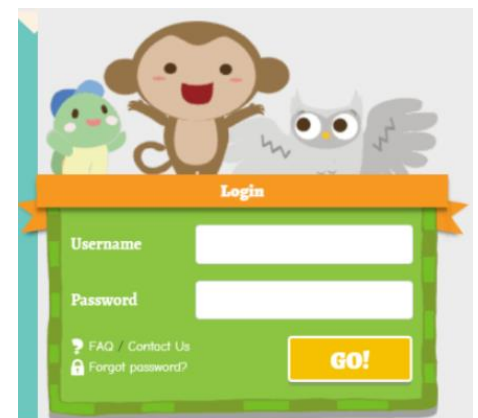 Login
Username
Password
? FAQ / Contact Us
Forgot password?
GO!